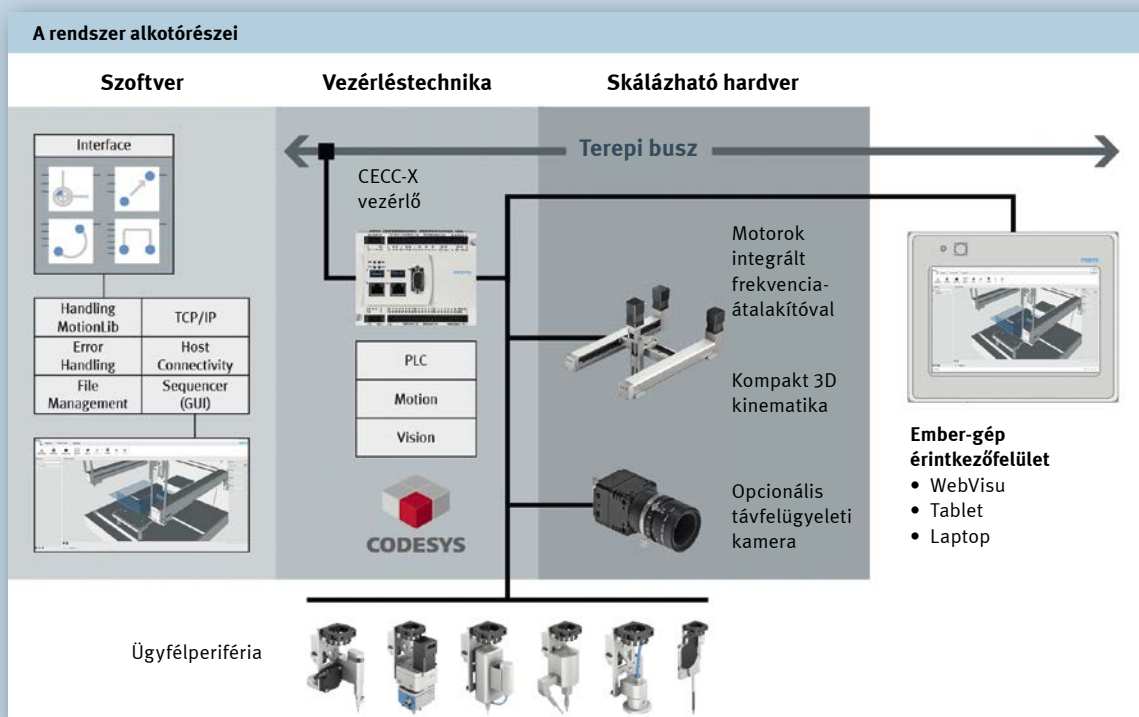 A rendszer alkotórészei
Szoftver
Vezérléstechnika
Skálázható hardver
Interface
Handling
MotionLib
TCP/IP
Error
Handling
Host
Connectivity
File
Management
Sequencer
(GUI)
Terepi busz
CECC-X
vezérlő
PLC
Motion
Vision
CODESYS
Motorok
integrált
frekvencia-
átalakítóval
Kompakt 3D
kinematika
Opcionális
távfelügyeleti
kamera
FESTO
Ember-gép
érintkezőfelület
• WebVisu
• Tablet
• Laptop
Ügyfélperiféria